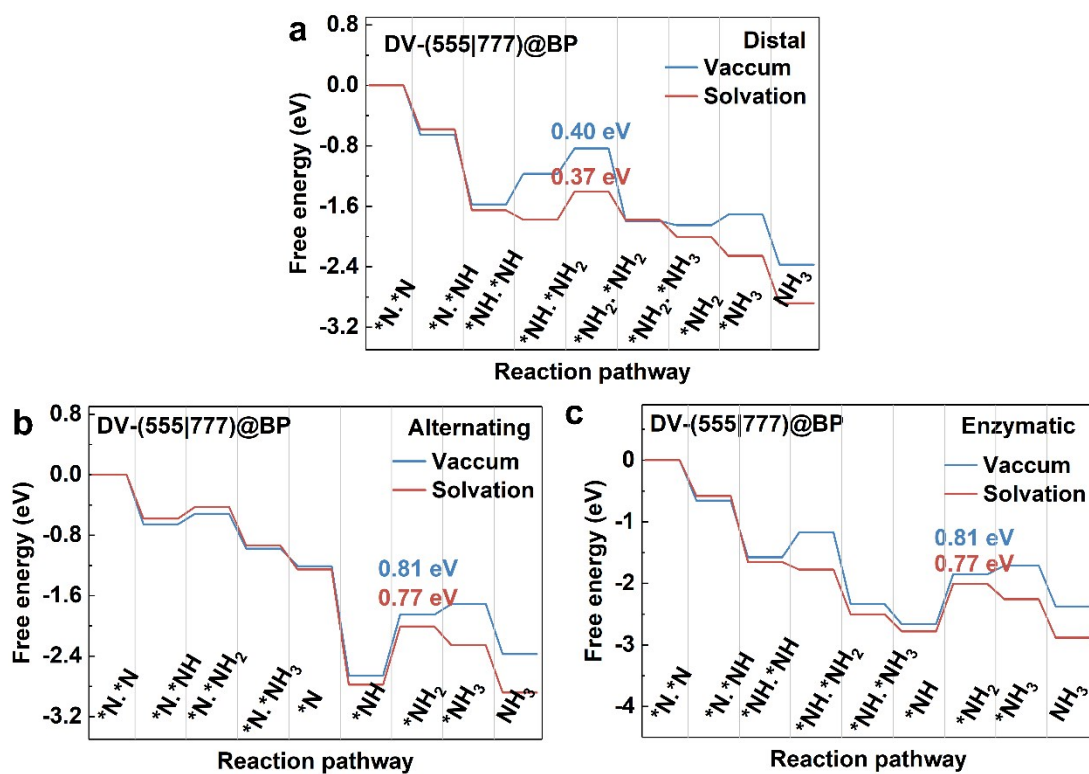 a
DV-(555|777)@BP
Distal
Vaccum
Solvation
0.40 eV
0.37 eV
Free energy (eV)
0.8
0.0
-0.8
-1.6
-2.4
-3.2
*N.*N
*N.*NH
*NH.*NH
*NH.*NH₂
*NH₂.*NH₂
*NH₂.*NH₃
*NH₂
*NH₃
NH₃
Reaction pathway
b
DV-(555|777)@BP
Alternating
Vaccum
Solvation
0.81 eV
0.77 eV
Free energy (eV)
0.8
0.0
-0.8
-1.6
-2.4
-3.2
*N.*N
*N.*NH
*N.*NH₂
*N.*NH₃
*N
*NH
*NH₂
*NH₃
NH₃
Reaction pathway
c
DV-(555|777)@BP
Enzymatic
Vaccum
Solvation
0.81 eV
0.77 eV
Free energy (eV)
0
-1
-2
-3
-4
*N.*N
*N.*NH
*NH.*NH
*NH.*NH₂
*NH.*NH₃
*NH
*NH₂
*NH₃
NH₃
Reaction pathway